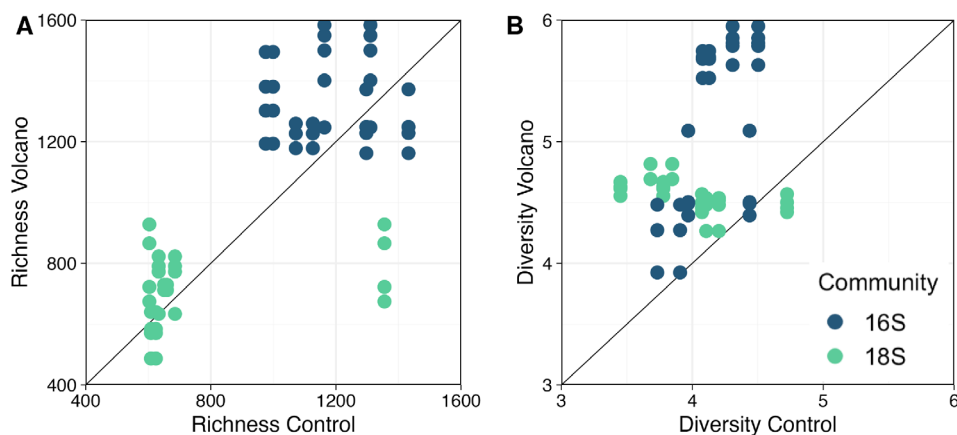 A
B
1600
1200
800
400
Richness Volcano
400
800
1200
1600
Richness Control
6
5
4
3
Diversity Volcano
3
4
5
6
Diversity Control
Community
16S
18S